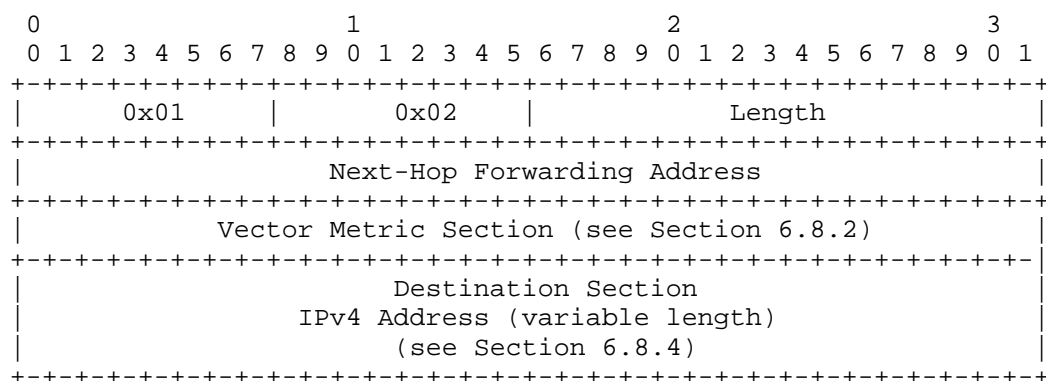 0                   1                   2                   3
 0 1 2 3 4 5 6 7 8 9 0 1 2 3 4 5 6 7 8 9 0 1 2 3 4 5 6 7 8 9 0 1
+-+-+-+-+-+-+-+-+-+-+-+-+-+-+-+-+-+-+-+-+-+-+-+-+-+-+-+-+-+-+-+-+
|      0x01     |       0x02    |            Length             |
+-+-+-+-+-+-+-+-+-+-+-+-+-+-+-+-+-+-+-+-+-+-+-+-+-+-+-+-+-+-+-+-+
|                   Next-Hop Forwarding Address                 |
+-+-+-+-+-+-+-+-+-+-+-+-+-+-+-+-+-+-+-+-+-+-+-+-+-+-+-+-+-+-+-+-+
|            Vector Metric Section (see Section 6.8.2)          |
+-+-+-+-+-+-+-+-+-+-+-+-+-+-+-+-+-+-+-+-+-+-+-+-+-+-+-+-+-+-+-+-|
|                       Destination Section                     |
|                 IPv4 Address (variable length)                |
|                       (see Section 6.8.4)                     |
+-+-+-+-+-+-+-+-+-+-+-+-+-+-+-+-+-+-+-+-+-+-+-+-+-+-+-+-+-+-+-+-+